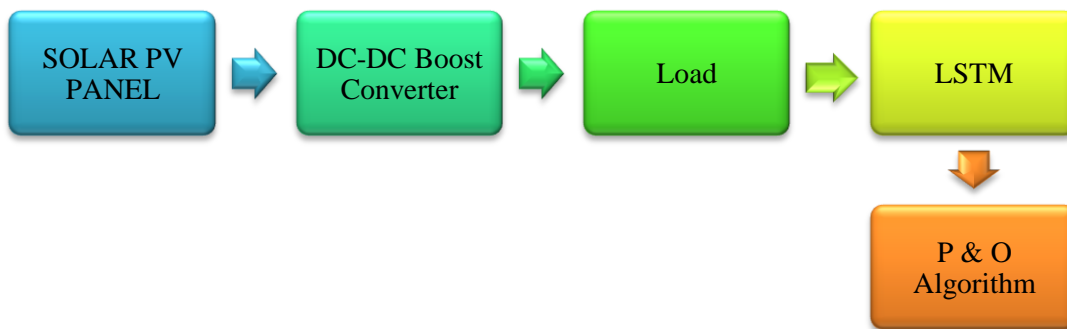 SOLAR PV
PANEL
DC-DC Boost
Converter
Load
LSTM
P & O
Algorithm